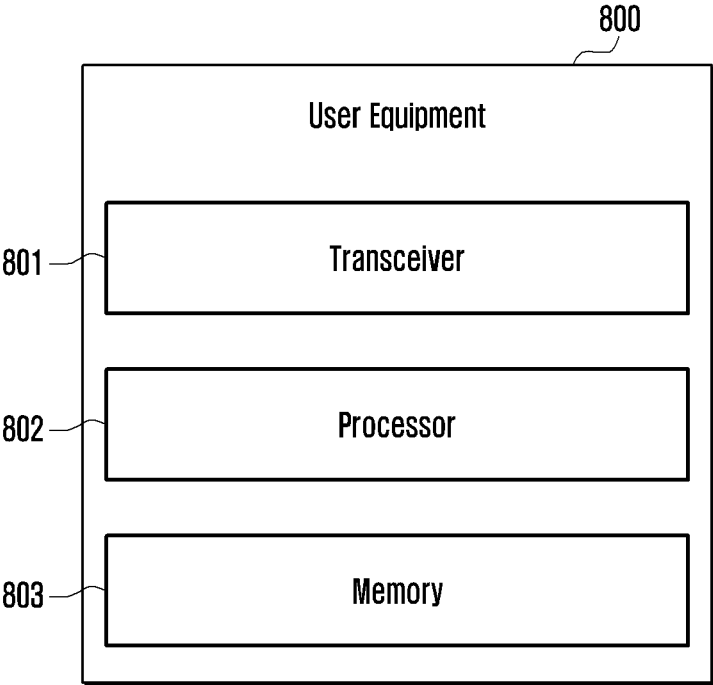 800
User Equipment
801
Transceiver
802
Processor
803
Memory